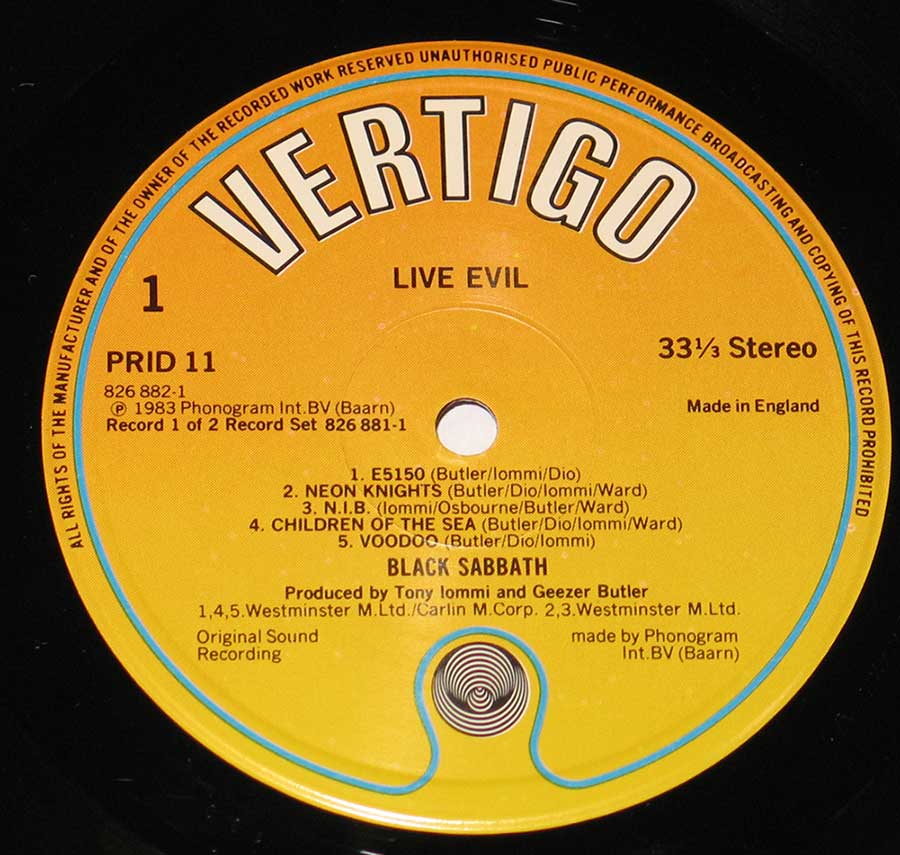 ALL RIGHTS OF THE MANUFACTURER AND OF THE OWNER OF THE RECORDED WORK RESERVED UNAUTHORISED PUBLIC PERFORMANCE BROADCASTING AND COPYING OF THIS RECORD PROHIBITED
VERTIGO
LIVE EVIL
1
PRID 11
33⅓ Stereo
826 882-1
℗ 1983 Phonogram Int.BV (Baarn)
Made in England
Record 1 of 2 Record Set 826 881-1
1. E5150 (Butler/Iommi/Dio)
2. NEON KNIGHTS (Butler/Dio/Iommi/Ward)
3. N.I.B. (Iommi/Osbourne/Butler/Ward)
4. CHILDREN OF THE SEA (Butler/Dio/Iommi/Ward)
5. VOODOO (Butler/Dio/Iommi)
BLACK SABBATH
Produced by Tony Iommi and Geezer Butler
1,4,5.Westminster M.Ltd./Carlin M.Corp. 2,3.Westminster M.Ltd.
Original Sound
Recording
made by Phonogram
Int.BV (Baarn)